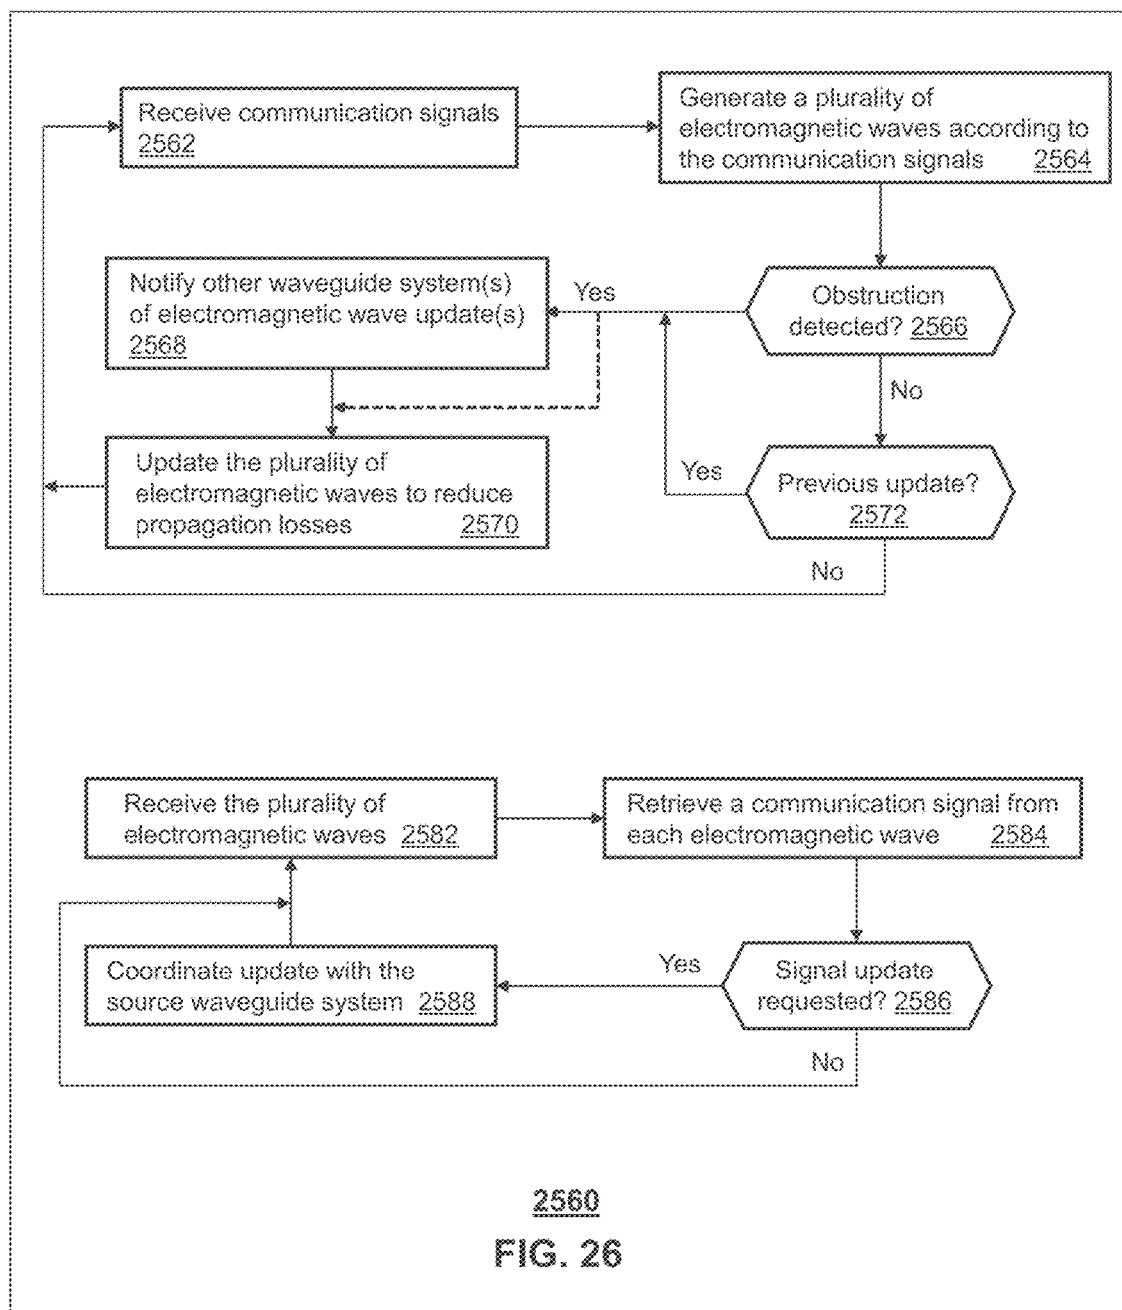 Receive communication signals
2562
Generate a plurality of
electromagnetic waves according to
the communication signals 2564
Notify other waveguide system(s)
of electromagnetic wave update(s)
2568
Yes
Obstruction
detected? 2566
No
Update the plurality of
electromagnetic waves to reduce
propagation losses 2570
Yes
Previous update?
2572
No
Receive the plurality of
electromagnetic waves 2582
Retrieve a communication signal from
each electromagnetic wave 2584
Coordinate update with the
source waveguide system 2588
Yes
Signal update
requested? 2586
No
2560
FIG. 26